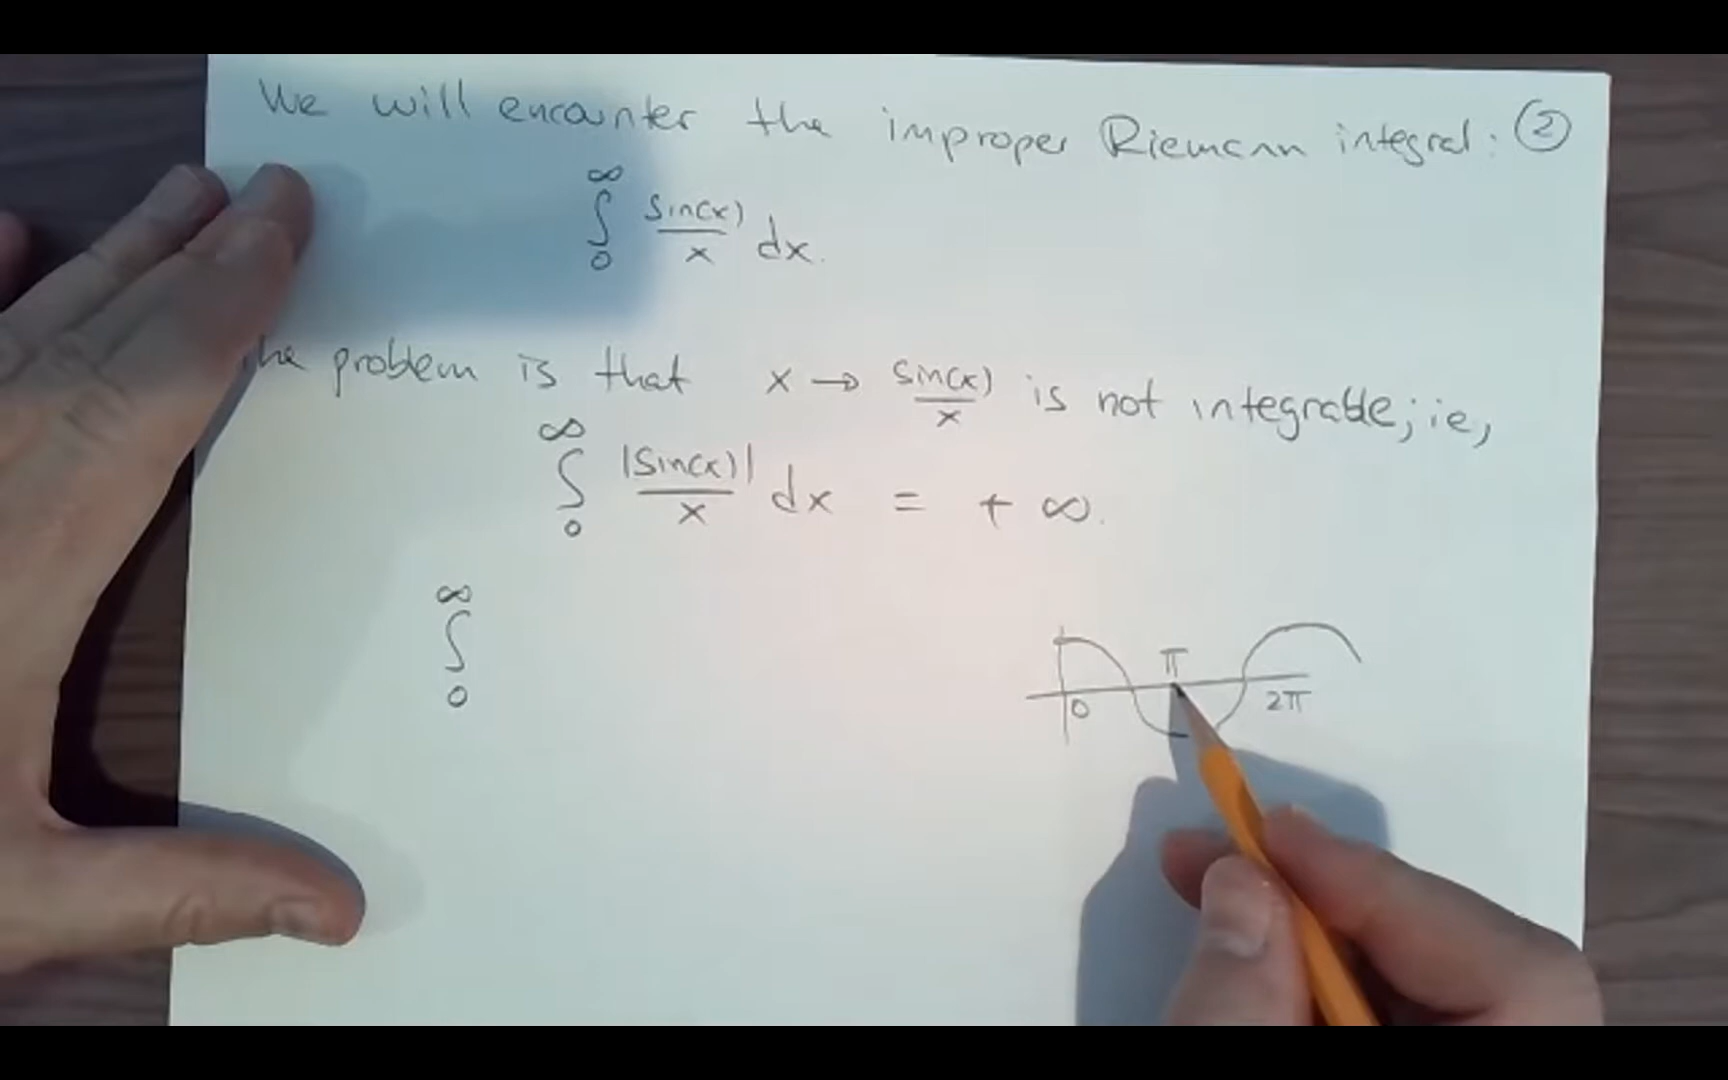 We will encounter the improper Riemann integral: ②
∞
∫ sin(x)/x dx.
0
The problem is that x → sin(x)/x is not integrable; ie,
∞
∫ |sin(x)|/x dx = + ∞.
0
∞
∫
0
π
0 2π